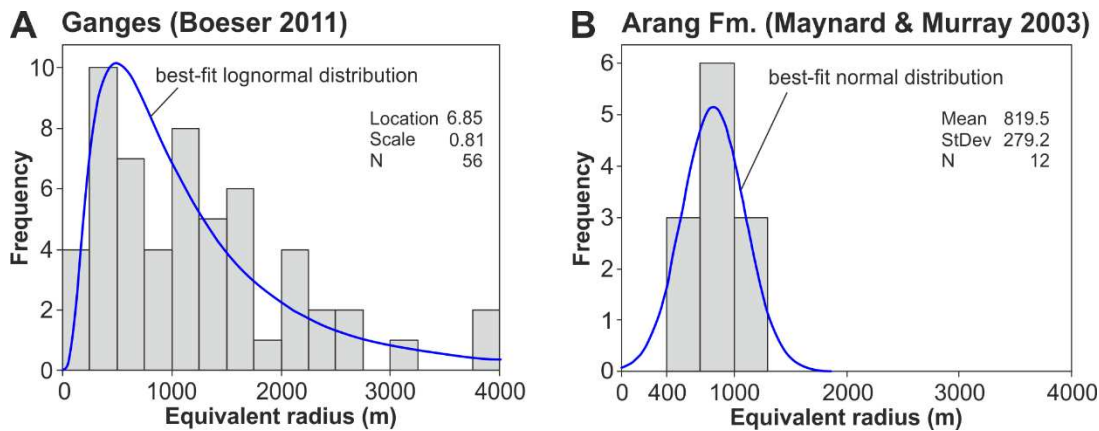 A Ganges (Boeser 2011)
best-fit lognormal distribution
Location 6.85
Scale 0.81
N 56
Frequency
10
8
6
4
2
0
0 1000 2000 3000 4000
Equivalent radius (m)
B Arang Fm. (Maynard & Murray 2003)
best-fit normal distribution
Mean 819.5
StDev 279.2
N 12
Frequency
6
5
4
3
2
1
0
0 400 1000 2000 3000 4000
Equivalent radius (m)